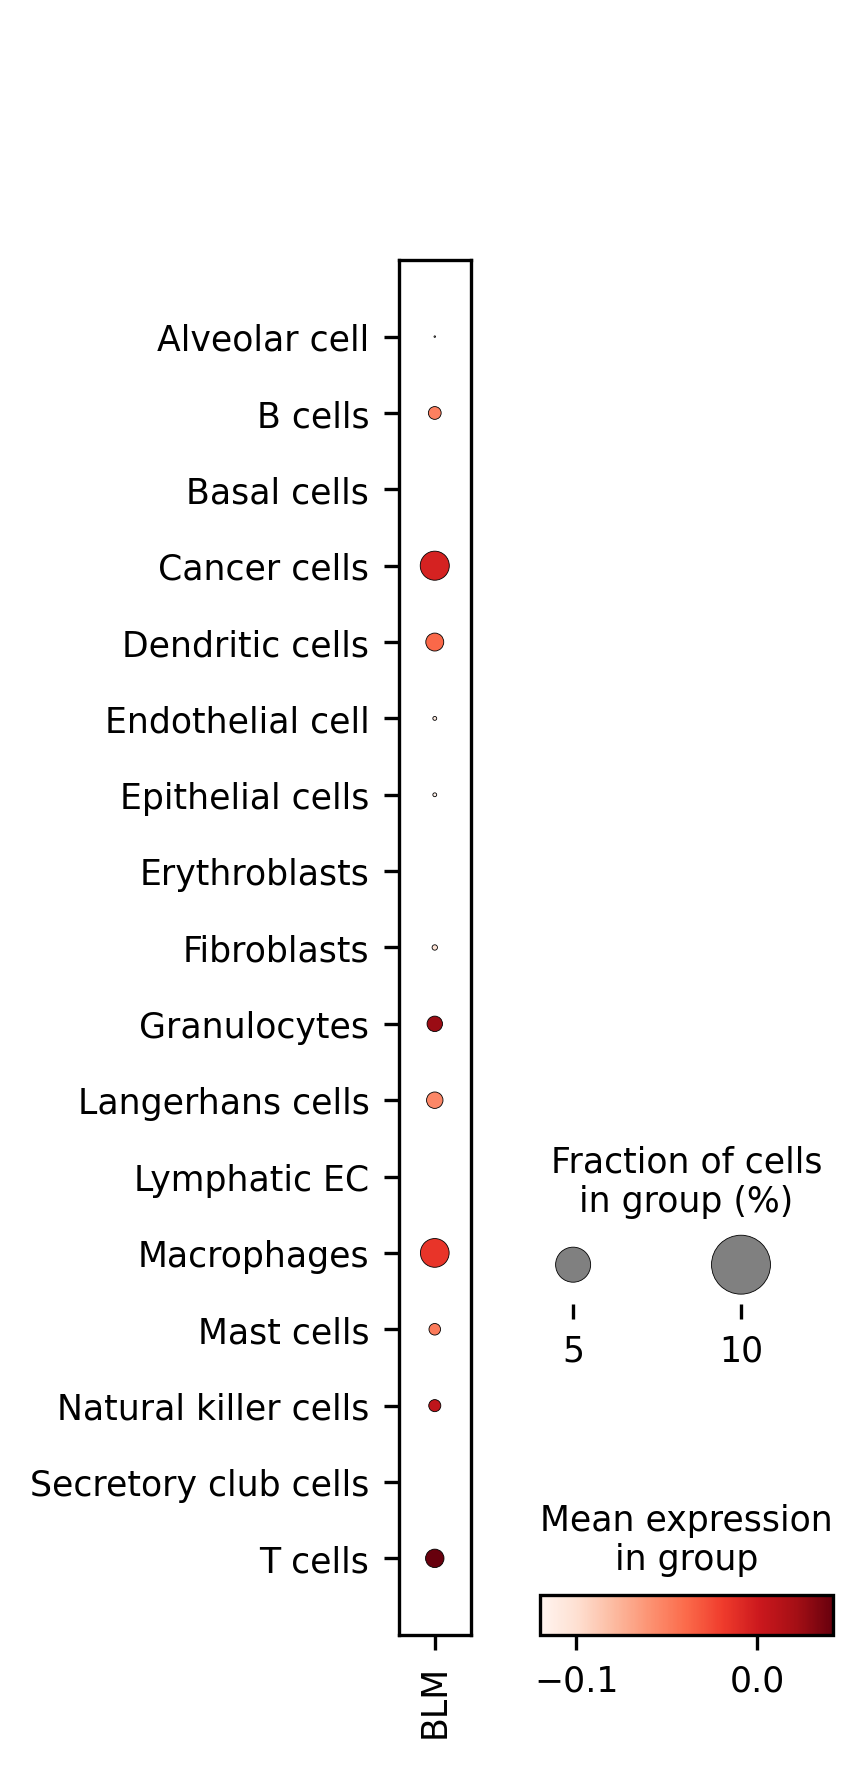 Alveolar cell
B cells
Basal cells
Cancer cells
Dendritic cells
Endothelial cell
Epithelial cells
Erythroblasts
Fibroblasts
Granulocytes
Langerhans cells
Lymphatic EC
Macrophages
Mast cells
Natural killer cells
Secretory club cells
T cells
BLM
Fraction of cells
in group (%)
5 10
Mean expression
in group
−0.1 0.0